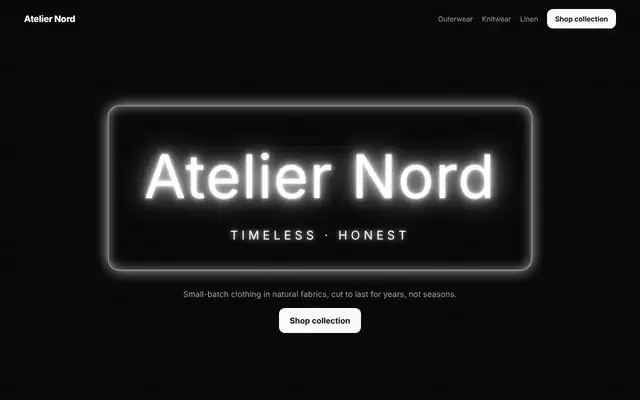 Atelier Nord
Outerwear Knitwear Linen Shop collection
Atelier Nord
TIMELESS · HONEST
Small-batch clothing in natural fabrics, cut to last for years, not seasons.
Shop collection